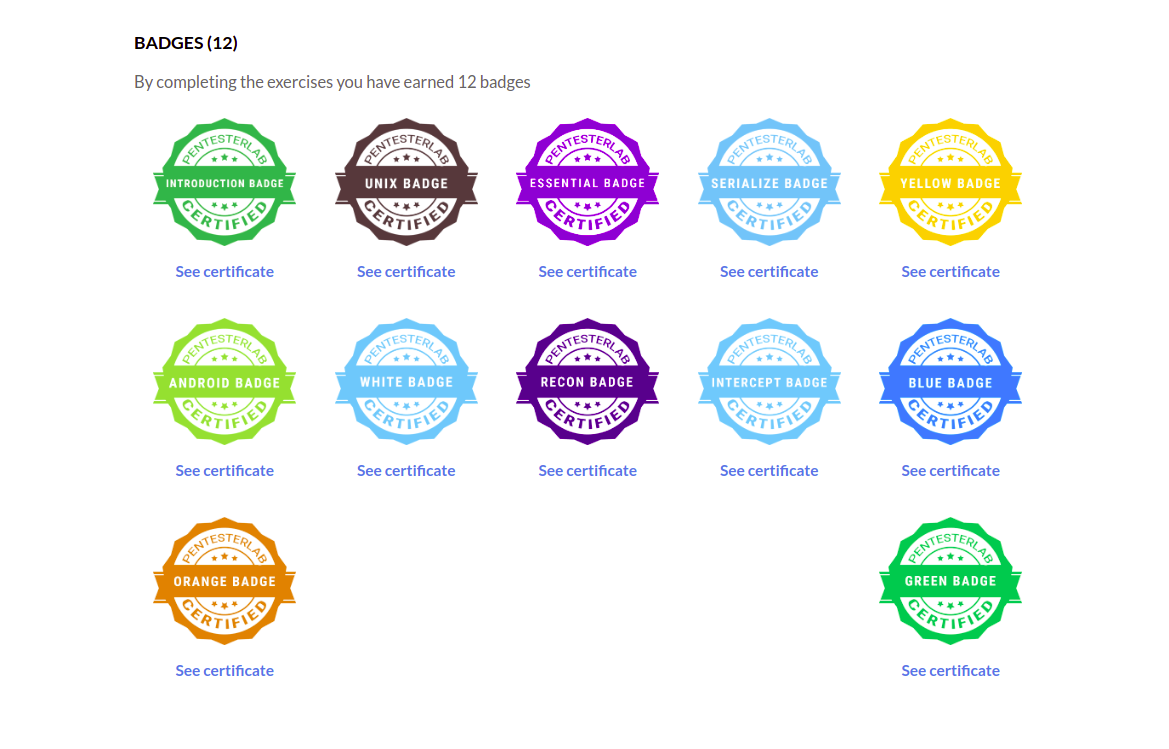 BADGES (12)
By completing the exercises you have earned 12 badges
PENTESTERLAB
INTRODUCTION BADGE
CERTIFIED
See certificate
PENTESTERLAB
UNIX BADGE
CERTIFIED
See certificate
PENTESTERLAB
ESSENTIAL BADGE
CERTIFIED
See certificate
PENTESTERLAB
SERIALIZE BADGE
CERTIFIED
See certificate
PENTESTERLAB
YELLOW BADGE
CERTIFIED
See certificate
PENTESTERLAB
ANDROID BADGE
CERTIFIED
See certificate
PENTESTERLAB
WHITE BADGE
CERTIFIED
See certificate
PENTESTERLAB
RECON BADGE
CERTIFIED
See certificate
PENTESTERLAB
INTERCEPT BADGE
CERTIFIED
See certificate
PENTESTERLAB
BLUE BADGE
CERTIFIED
See certificate
PENTESTERLAB
ORANGE BADGE
CERTIFIED
See certificate
PENTESTERLAB
GREEN BADGE
CERTIFIED
See certificate